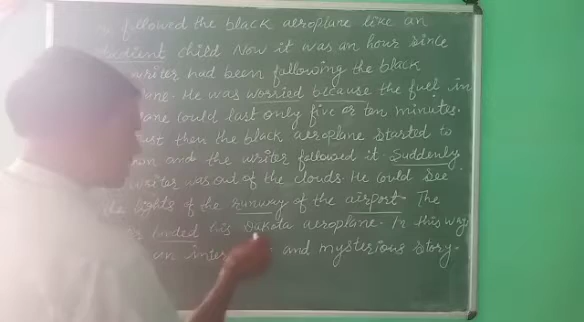 followed the black aeroplane like an
obedient child Now it was an hour since
writer had been following the black
He was worried because the fuel in
could last only five or ten minutes.
just then the black aeroplane started to
and the writer followed it Suddenly
was out of the clouds. He could see
lights of the runway of the airport. The
landed his Dakota aeroplane. In this way
an and mysterious story.